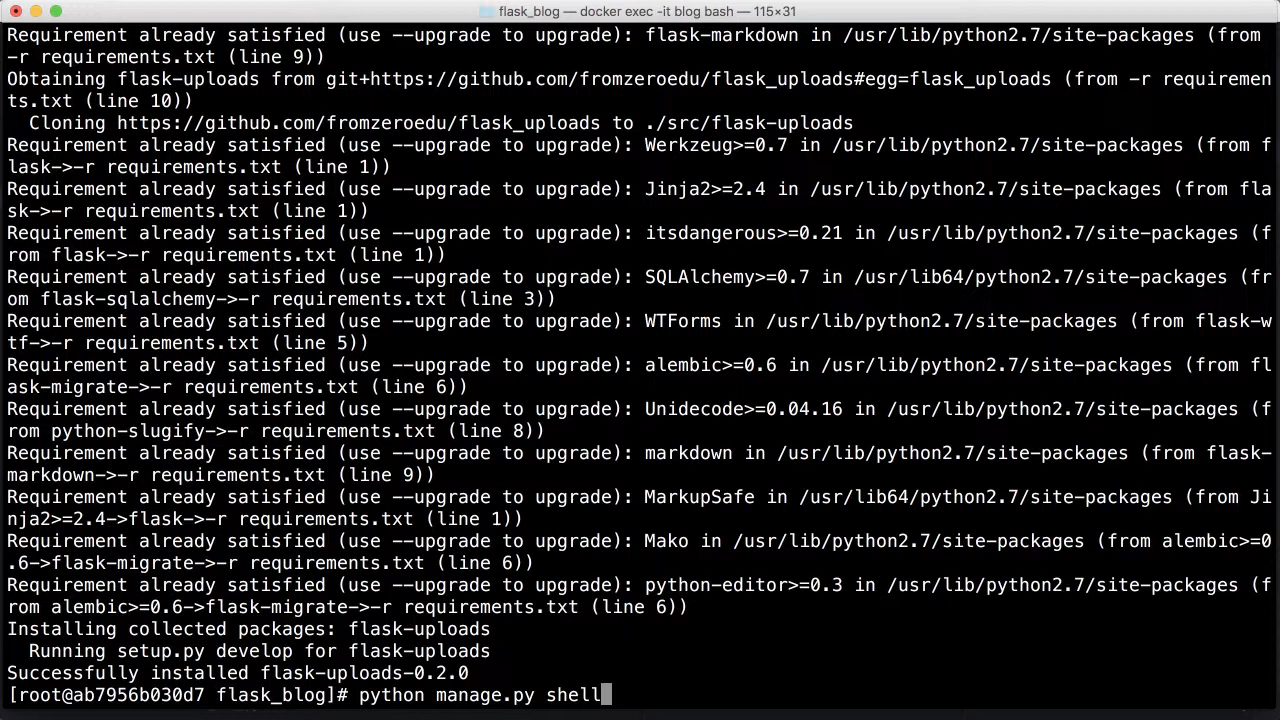 flask_blog — docker exec -it blog bash — 115×31
Requirement already satisfied (use --upgrade to upgrade): flask-markdown in /usr/lib/python2.7/site-packages (from
-r requirements.txt (line 9))
Obtaining flask-uploads from git+https://github.com/fromzeroedu/flask_uploads#egg=flask_uploads (from -r requiremen
ts.txt (line 10))
  Cloning https://github.com/fromzeroedu/flask_uploads to ./src/flask-uploads
Requirement already satisfied (use --upgrade to upgrade): Werkzeug>=0.7 in /usr/lib/python2.7/site-packages (from f
lask->-r requirements.txt (line 1))
Requirement already satisfied (use --upgrade to upgrade): Jinja2>=2.4 in /usr/lib/python2.7/site-packages (from fla
sk->-r requirements.txt (line 1))
Requirement already satisfied (use --upgrade to upgrade): itsdangerous>=0.21 in /usr/lib/python2.7/site-packages (f
rom flask->-r requirements.txt (line 1))
Requirement already satisfied (use --upgrade to upgrade): SQLAlchemy>=0.7 in /usr/lib64/python2.7/site-packages (fr
om flask-sqlalchemy->-r requirements.txt (line 3))
Requirement already satisfied (use --upgrade to upgrade): WTForms in /usr/lib/python2.7/site-packages (from flask-w
tf->-r requirements.txt (line 5))
Requirement already satisfied (use --upgrade to upgrade): alembic>=0.6 in /usr/lib/python2.7/site-packages (from fl
ask-migrate->-r requirements.txt (line 6))
Requirement already satisfied (use --upgrade to upgrade): Unidecode>=0.04.16 in /usr/lib/python2.7/site-packages (f
rom python-slugify->-r requirements.txt (line 8))
Requirement already satisfied (use --upgrade to upgrade): markdown in /usr/lib/python2.7/site-packages (from flask-
markdown->-r requirements.txt (line 9))
Requirement already satisfied (use --upgrade to upgrade): MarkupSafe in /usr/lib64/python2.7/site-packages (from Ji
nja2>=2.4->flask->-r requirements.txt (line 1))
Requirement already satisfied (use --upgrade to upgrade): Mako in /usr/lib/python2.7/site-packages (from alembic>=0
.6->flask-migrate->-r requirements.txt (line 6))
Requirement already satisfied (use --upgrade to upgrade): python-editor>=0.3 in /usr/lib/python2.7/site-packages (f
rom alembic>=0.6->flask-migrate->-r requirements.txt (line 6))
Installing collected packages: flask-uploads
  Running setup.py develop for flask-uploads
Successfully installed flask-uploads-0.2.0
[root@ab7956b030d7 flask_blog]# python manage.py shell